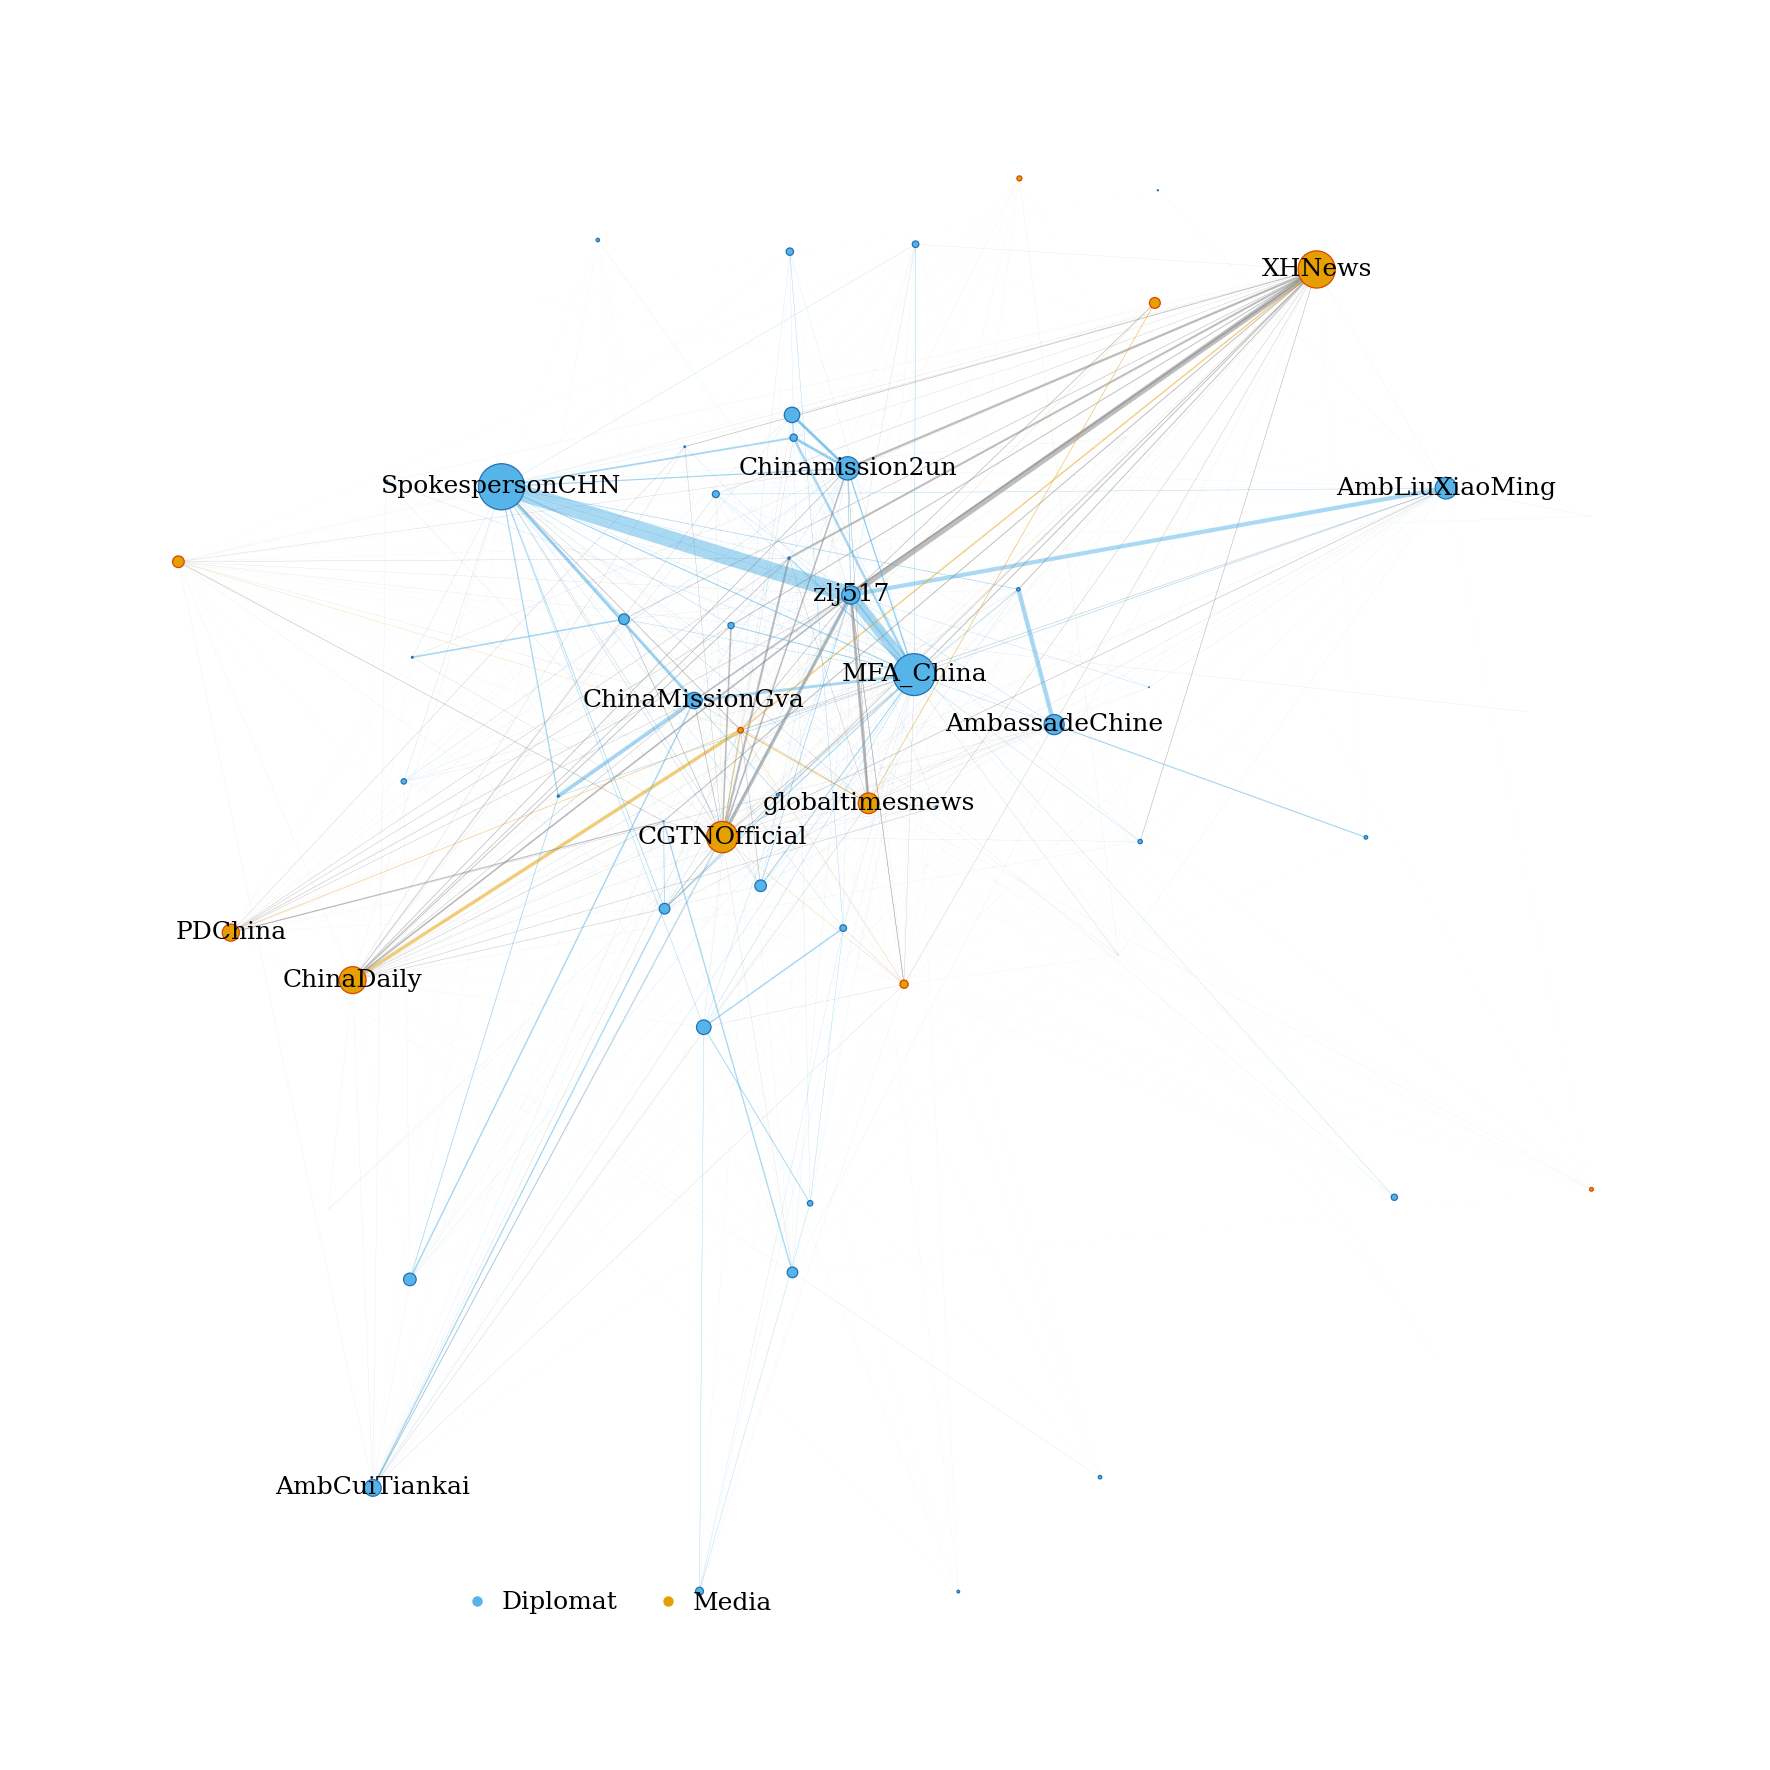 XHNews
Chinamission2un
SpokespersonCHN
AmbLiuXiaoMing
zlj517
MFA_China
ChinaMissionGva
AmbassadeChine
globaltimesnews
CGTNOfficial
PDChina
ChinaDaily
AmbCuiTiankai
Diplomat
Media